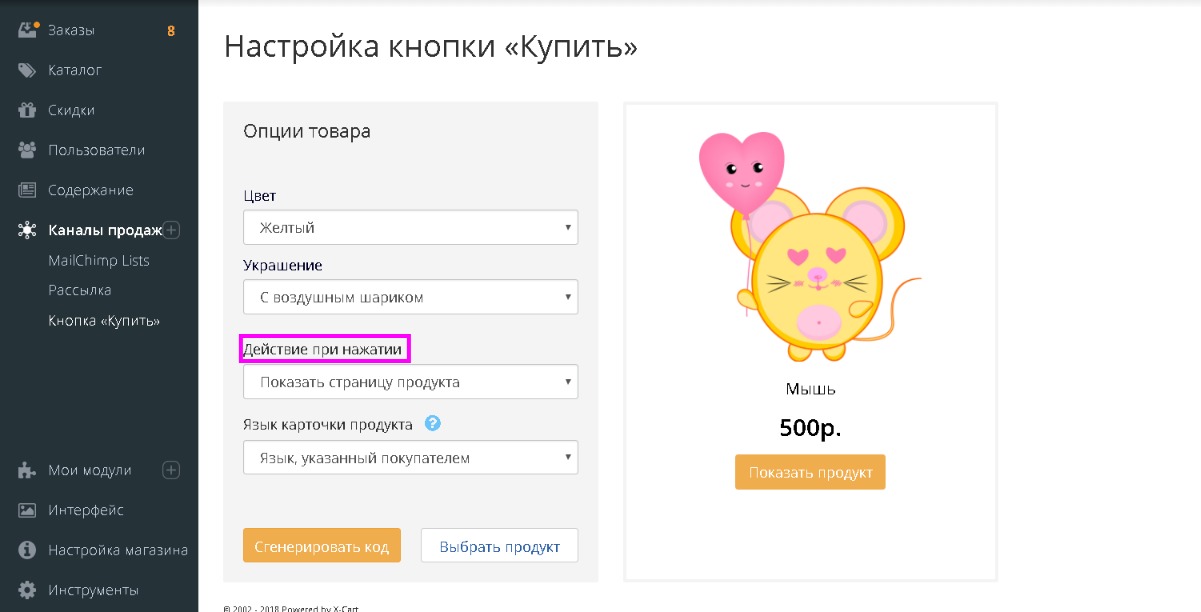 Заказы 8
Каталог
Скидки
Пользователи
Содержание
Каналы продаж
MailChimp Lists
Рассылка
Кнопка «Купить»
Мои модули
Интерфейс
Настройка магазина
Инструменты
Настройка кнопки «Купить»
Опции товара
Цвет
Желтый
Украшение
С воздушным шариком
Действие при нажатии
Показать страницу продукта
Язык карточки продукта ?
Язык, указанный покупателем
Сгенерировать код
Выбрать продукт
Мышь
500р.
Показать продукт
© 2002 - 2018 Powered by X-Cart